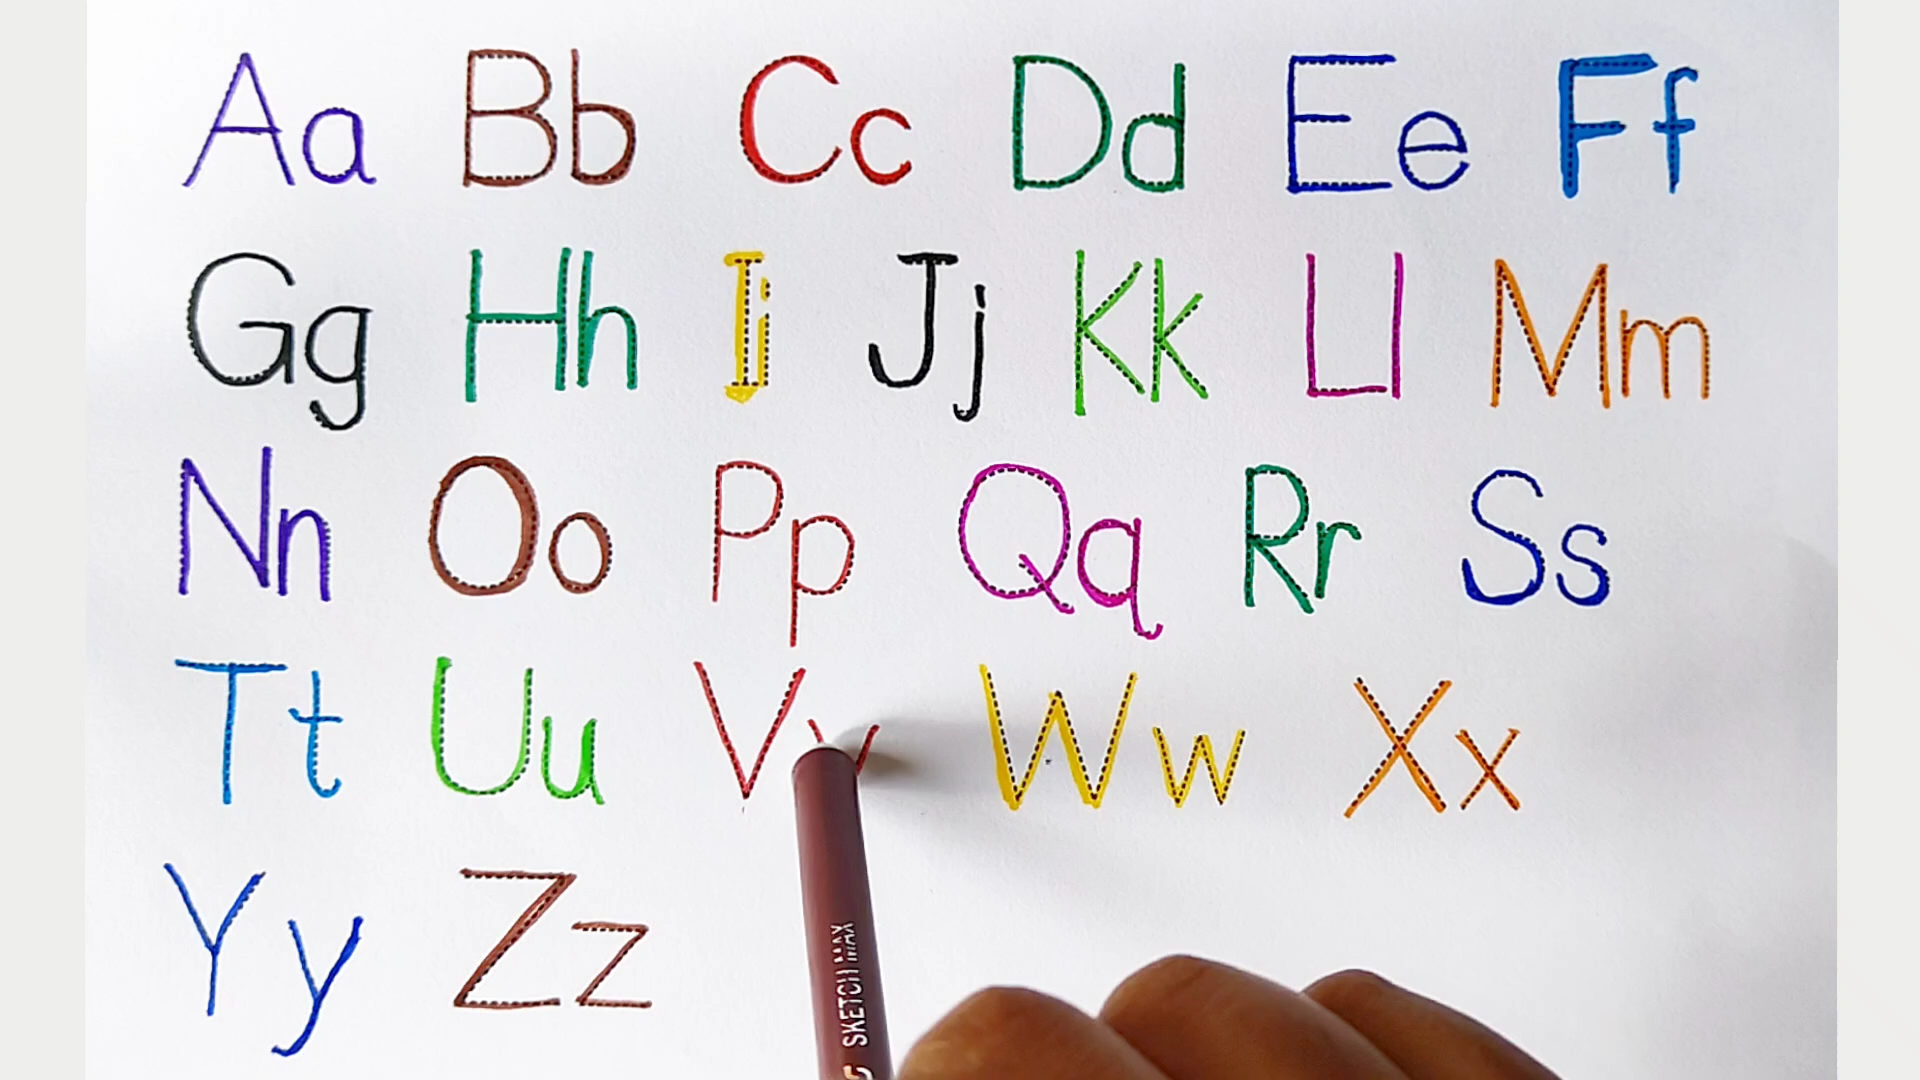 Aa Bb Cc Dd Ee Ff
Gg Hh Ii Jj Kk Ll Mm
Nn Oo Pp Qq Rr Ss
Tt Uu Vv Ww Xx
Yy Zz
SKETCH MAX